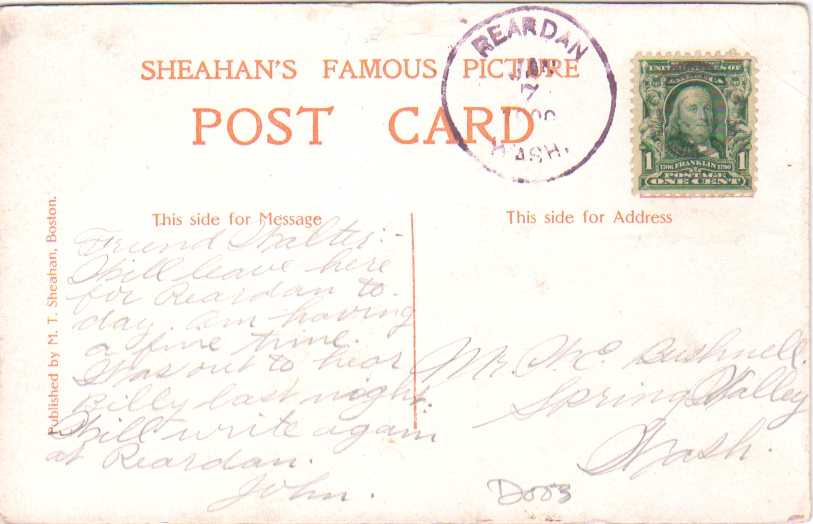 SHEAHAN'S FAMOUS PICTURE
POST CARD
REARDAN
JAN
7
WASH.
UNITED STATES OF
AMERICA
1 1706 FRANKLIN 1790 1
POSTAGE
ONE CENT
This side for Message
This side for Address
Published by M. T. Sheahan, Boston.
Friend Walter:-
Will leave here
for Reardan to-
day. am having
a fine time.
Was out to hear
Billy last night.
Will write again
at Reardan.
John.
Mr. Bushnell.
Spring Valley
Wash.